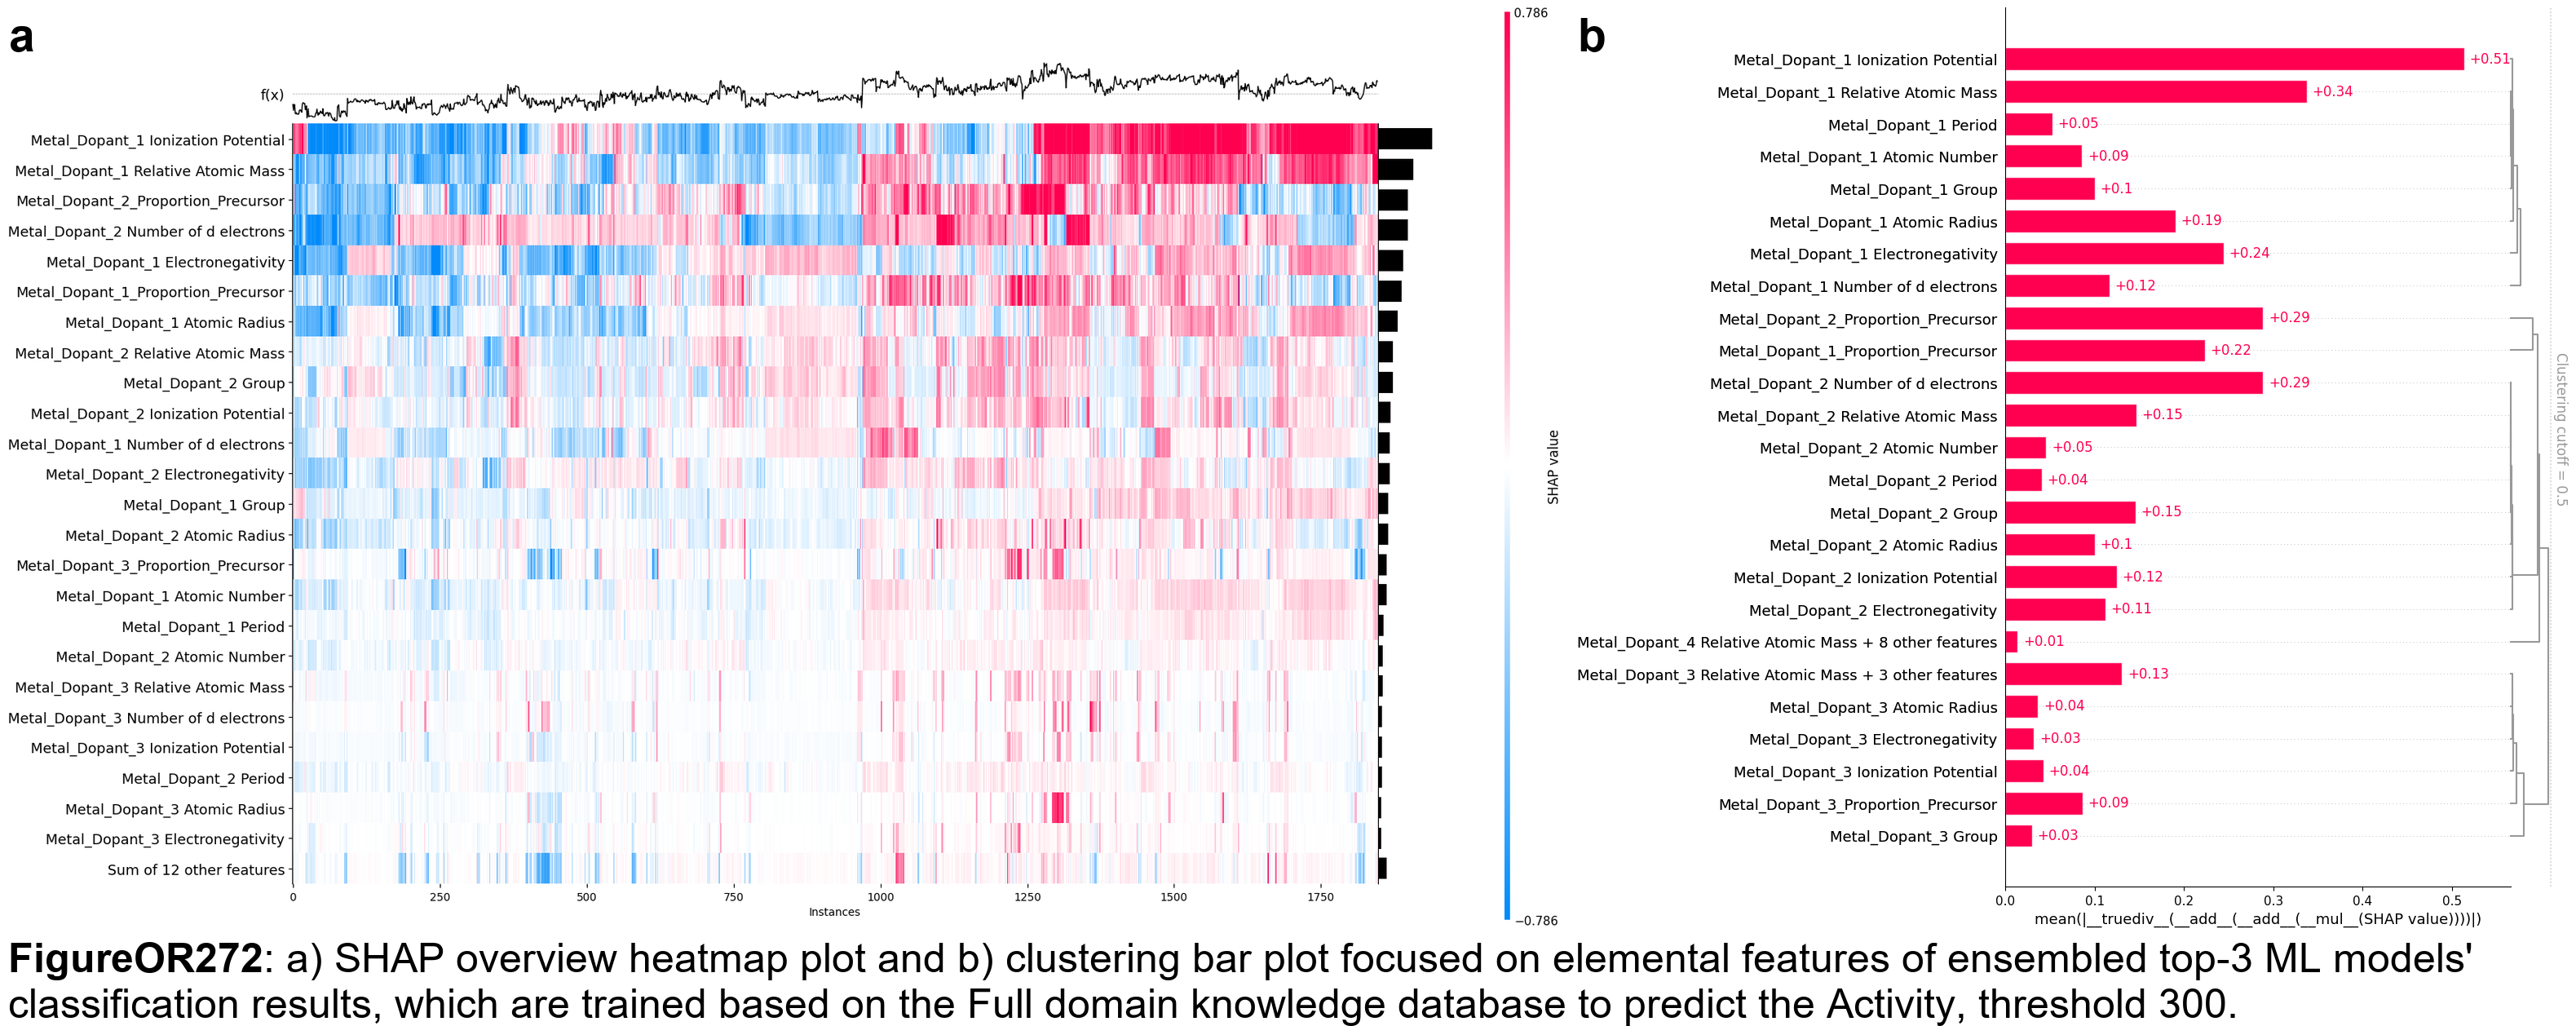 a
f(x)
Metal_Dopant_1 Ionization Potential
Metal_Dopant_1 Relative Atomic Mass
Metal_Dopant_2_Proportion_Precursor
Metal_Dopant_2 Number of d electrons
Metal_Dopant_1 Electronegativity
Metal_Dopant_1_Proportion_Precursor
Metal_Dopant_1 Atomic Radius
Metal_Dopant_2 Relative Atomic Mass
Metal_Dopant_2 Group
Metal_Dopant_2 Ionization Potential
Metal_Dopant_1 Number of d electrons
Metal_Dopant_2 Electronegativity
Metal_Dopant_1 Group
Metal_Dopant_2 Atomic Radius
Metal_Dopant_3_Proportion_Precursor
Metal_Dopant_1 Atomic Number
Metal_Dopant_1 Period
Metal_Dopant_2 Atomic Number
Metal_Dopant_3 Relative Atomic Mass
Metal_Dopant_3 Number of d electrons
Metal_Dopant_3 Ionization Potential
Metal_Dopant_2 Period
Metal_Dopant_3 Atomic Radius
Metal_Dopant_3 Electronegativity
Sum of 12 other features
0 250 500 750 1000 1250 1500 1750
Instances
0.786
SHAP value
−0.786
b
Metal_Dopant_1 Ionization Potential +0.51
Metal_Dopant_1 Relative Atomic Mass +0.34
Metal_Dopant_1 Period +0.05
Metal_Dopant_1 Atomic Number +0.09
Metal_Dopant_1 Group +0.1
Metal_Dopant_1 Atomic Radius +0.19
Metal_Dopant_1 Electronegativity +0.24
Metal_Dopant_1 Number of d electrons +0.12
Metal_Dopant_2_Proportion_Precursor +0.29
Metal_Dopant_1_Proportion_Precursor +0.22
Metal_Dopant_2 Number of d electrons +0.29
Metal_Dopant_2 Relative Atomic Mass +0.15
Metal_Dopant_2 Atomic Number +0.05
Metal_Dopant_2 Period +0.04
Metal_Dopant_2 Group +0.15
Metal_Dopant_2 Atomic Radius +0.1
Metal_Dopant_2 Ionization Potential +0.12
Metal_Dopant_2 Electronegativity +0.11
Metal_Dopant_4 Relative Atomic Mass + 8 other features +0.01
Metal_Dopant_3 Relative Atomic Mass + 3 other features +0.13
Metal_Dopant_3 Atomic Radius +0.04
Metal_Dopant_3 Electronegativity +0.03
Metal_Dopant_3 Ionization Potential +0.04
Metal_Dopant_3_Proportion_Precursor +0.09
Metal_Dopant_3 Group +0.03
0.0 0.1 0.2 0.3 0.4 0.5
mean(|__truediv__(__add__(__add__(__mul__(SHAP value))))|)
Clustering cutoff = 0.5
FigureOR272: a) SHAP overview heatmap plot and b) clustering bar plot focused on elemental features of ensembled top-3 ML models'
classification results, which are trained based on the Full domain knowledge database to predict the Activity, threshold 300.